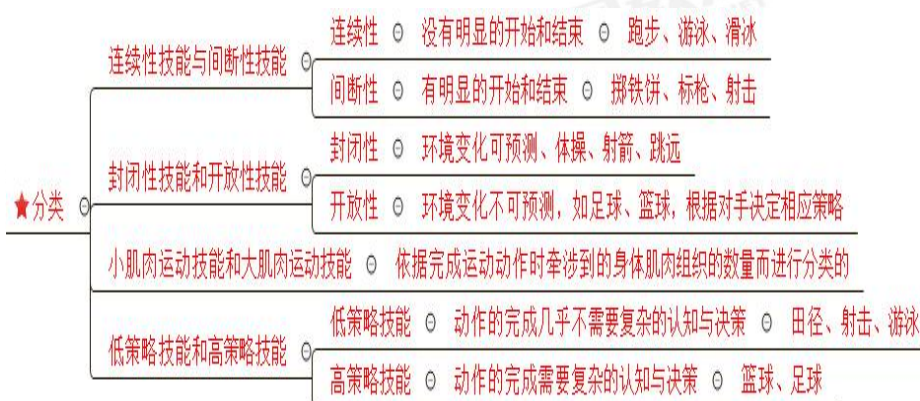 ★分类
连续性技能与间断性技能
连续性 没有明显的开始和结束 跑步、游泳、滑冰
间断性 有明显的开始和结束 掷铁饼、标枪、射击
封闭性技能和开放性技能
封闭性 环境变化可预测、体操、射箭、跳远
开放性 环境变化不可预测，如足球、篮球，根据对手决定相应策略
小肌肉运动技能和大肌肉运动技能 依据完成运动动作时牵涉到的身体肌肉组织的数量而进行分类的
低策略技能和高策略技能
低策略技能 动作的完成几乎不需要复杂的认知与决策 田径、射击、游泳
高策略技能 动作的完成需要复杂的认知与决策 篮球、足球